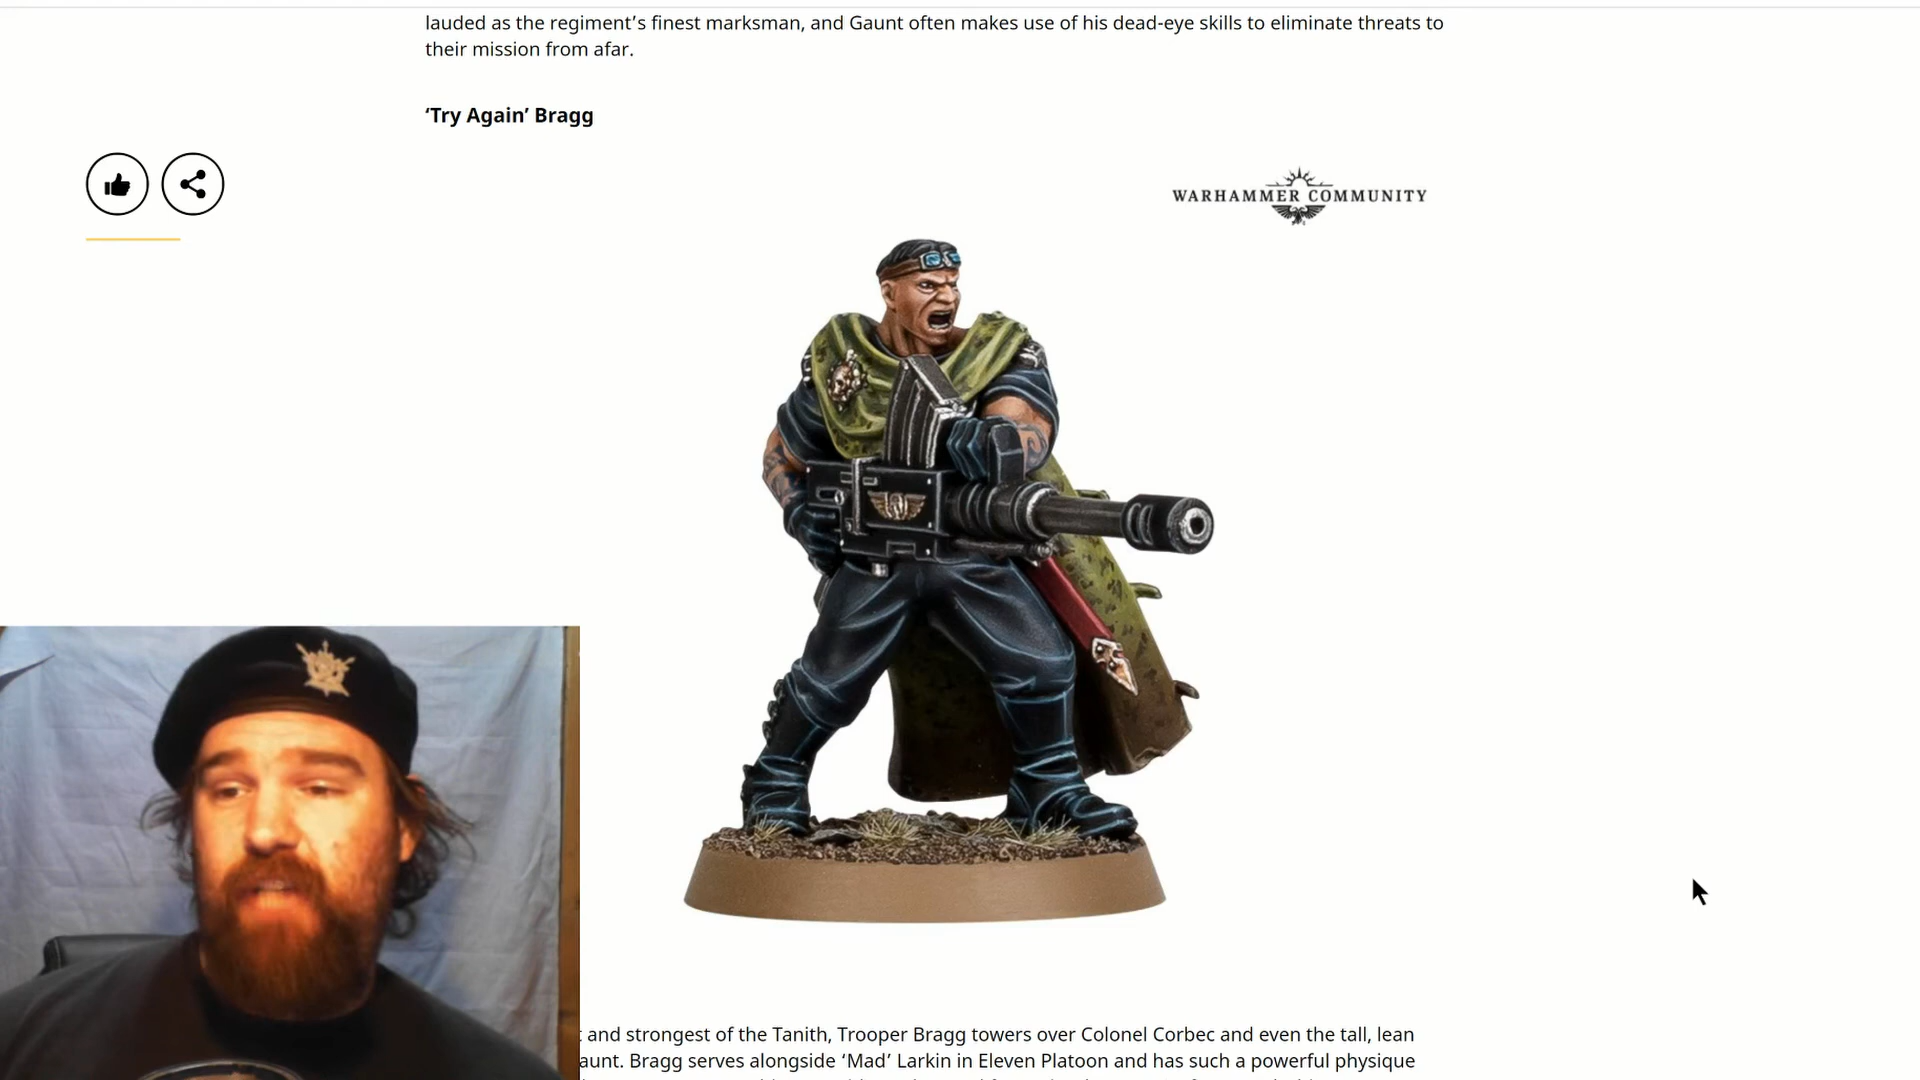 lauded as the regiment’s finest marksman, and Gaunt often makes use of his dead-eye skills to eliminate threats to
their mission from afar.
‘Try Again’ Bragg
WARHAMMER COMMUNITY
and strongest of the Tanith, Trooper Bragg towers over Colonel Corbec and even the tall, lean
aunt. Bragg serves alongside ‘Mad’ Larkin in Eleven Platoon and has such a powerful physique